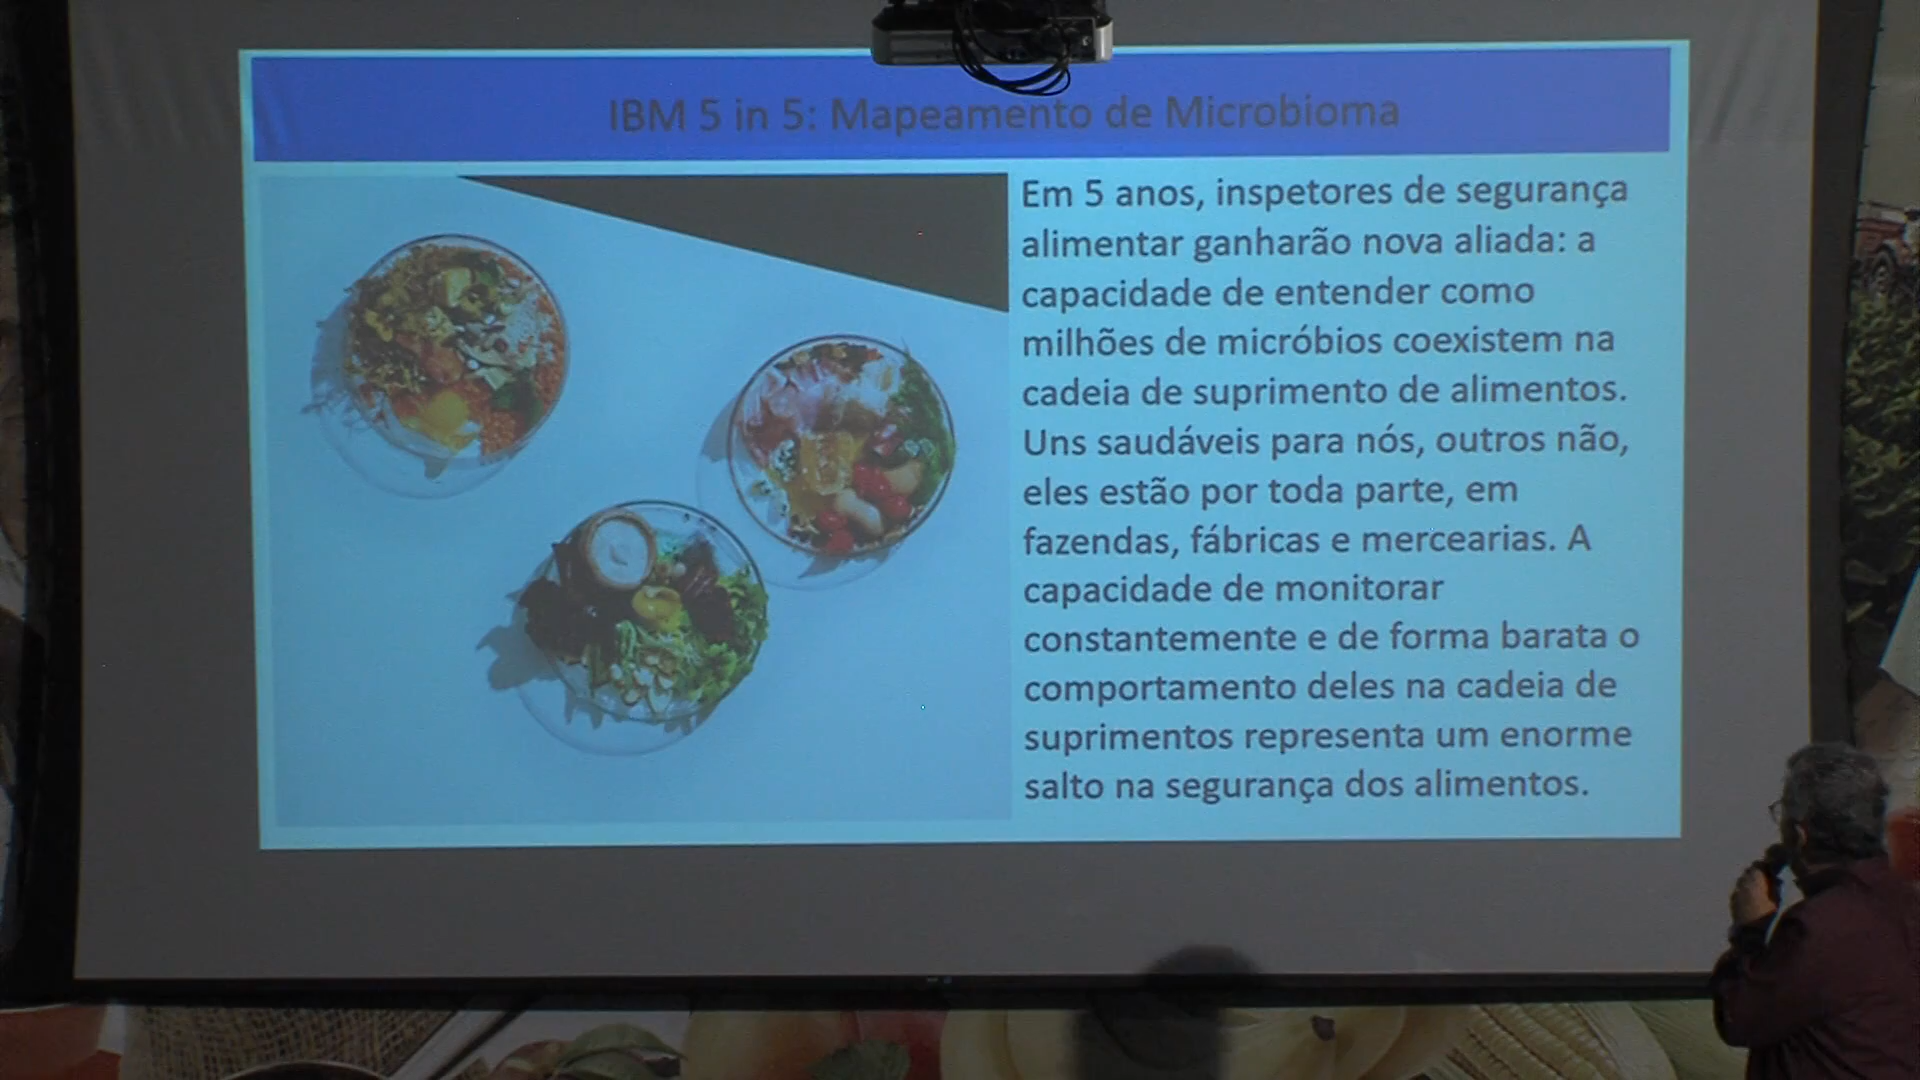 IBM 5 in 5: Mapeamento de Microbioma
Em 5 anos, inspetores de segurança
alimentar ganharão nova aliada: a
capacidade de entender como
milhões de micróbios coexistem na
cadeia de suprimento de alimentos.
Uns saudáveis para nós, outros não,
eles estão por toda parte, em
fazendas, fábricas e mercearias. A
capacidade de monitorar
constantemente e de forma barata o
comportamento deles na cadeia de
suprimentos representa um enorme
salto na segurança dos alimentos.